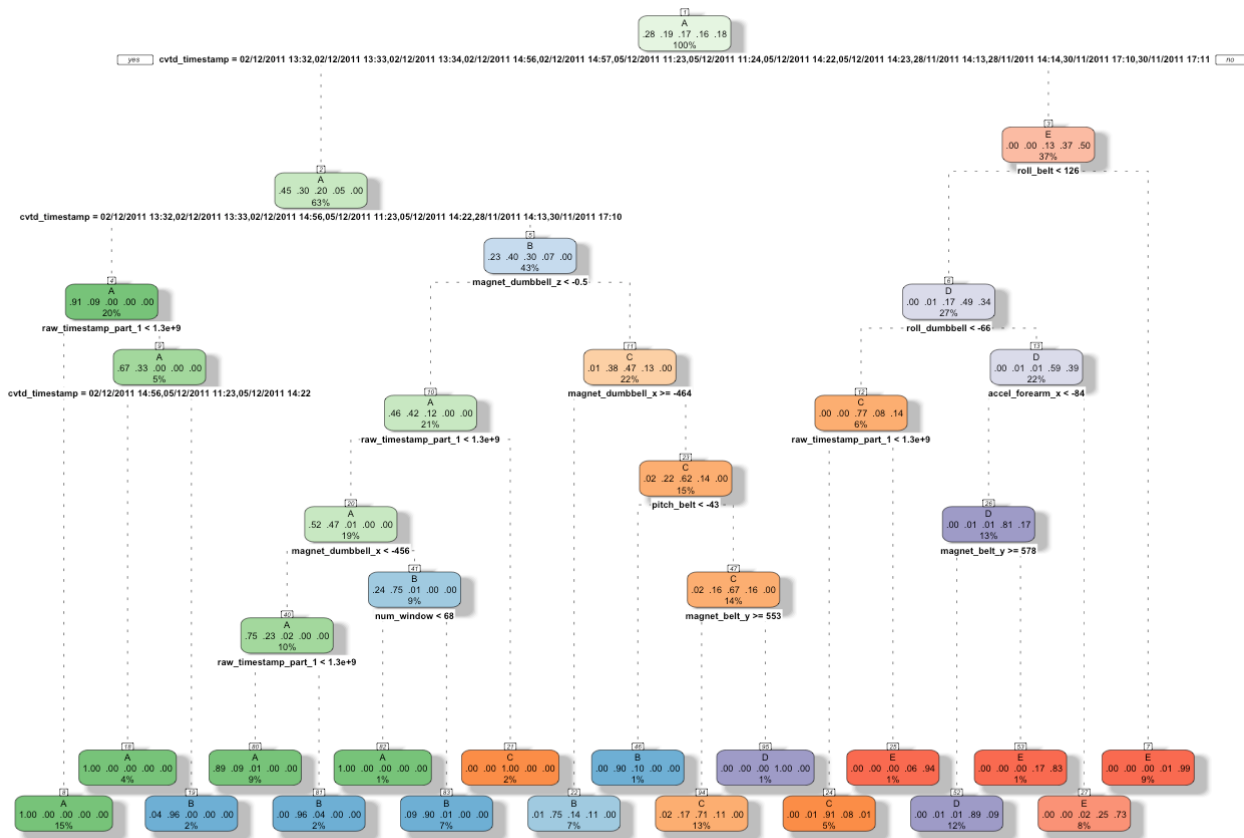 1
A
.28 .19 .17 .16 .18
100%
yes
cvtd_timestamp = 02/12/2011 13:32,02/12/2011 13:33,02/12/2011 13:34,02/12/2011 14:56,02/12/2011 14:57,05/12/2011 11:23,05/12/2011 11:24,05/12/2011 14:22,05/12/2011 14:23,28/11/2011 14:13,28/11/2011 14:14,30/11/2011 17:10,30/11/2011 17:11
no
3
E
.00 .00 .13 .37 .50
37%
roll_belt < 126
2
A
.45 .30 .20 .05 .00
63%
cvtd_timestamp = 02/12/2011 13:32,02/12/2011 13:33,02/12/2011 14:56,05/12/2011 11:23,05/12/2011 14:22,28/11/2011 14:13,30/11/2011 17:10
5
B
.23 .40 .30 .07 .00
43%
magnet_dumbbell_z < -0.5
4
A
.91 .09 .00 .00 .00
20%
raw_timestamp_part_1 < 1.3e+9
6
D
.00 .01 .17 .49 .34
27%
roll_dumbbell < -66
9
A
.67 .33 .00 .00 .00
5%
cvtd_timestamp = 02/12/2011 14:56,05/12/2011 11:23,05/12/2011 14:22
11
C
.01 .38 .47 .13 .00
22%
magnet_dumbbell_x >= -464
13
D
.00 .01 .01 .59 .39
22%
accel_forearm_x < -84
10
A
.46 .42 .12 .00 .00
21%
raw_timestamp_part_1 < 1.3e+9
12
C
.00 .00 .77 .08 .14
6%
raw_timestamp_part_1 < 1.3e+9
23
C
.02 .22 .62 .14 .00
15%
pitch_belt < -43
20
A
.52 .47 .01 .00 .00
19%
magnet_dumbbell_x < -456
26
D
.00 .01 .01 .81 .17
13%
magnet_belt_y >= 578
41
B
.24 .75 .01 .00 .00
9%
num_window < 68
47
C
.02 .16 .67 .16 .00
14%
magnet_belt_y >= 553
40
A
.75 .23 .02 .00 .00
10%
raw_timestamp_part_1 < 1.3e+9
18
A
1.00 .00 .00 .00 .00
4%
80
A
.89 .09 .01 .00 .00
9%
82
A
1.00 .00 .00 .00 .00
1%
21
C
.00 .00 1.00 .00 .00
2%
46
B
.00 .90 .10 .00 .00
1%
95
D
.00 .00 .00 1.00 .00
1%
25
E
.00 .00 .00 .06 .94
1%
53
E
.00 .00 .00 .17 .83
1%
7
E
.00 .00 .00 .01 .99
9%
8
A
1.00 .00 .00 .00 .00
15%
19
B
.04 .96 .00 .00 .00
2%
81
B
.00 .96 .04 .00 .00
2%
83
B
.09 .90 .01 .00 .00
7%
22
B
.01 .75 .14 .11 .00
7%
94
C
.02 .17 .71 .11 .00
13%
24
C
.00 .01 .91 .08 .01
5%
52
D
.00 .01 .01 .89 .09
12%
27
E
.00 .00 .02 .25 .73
8%